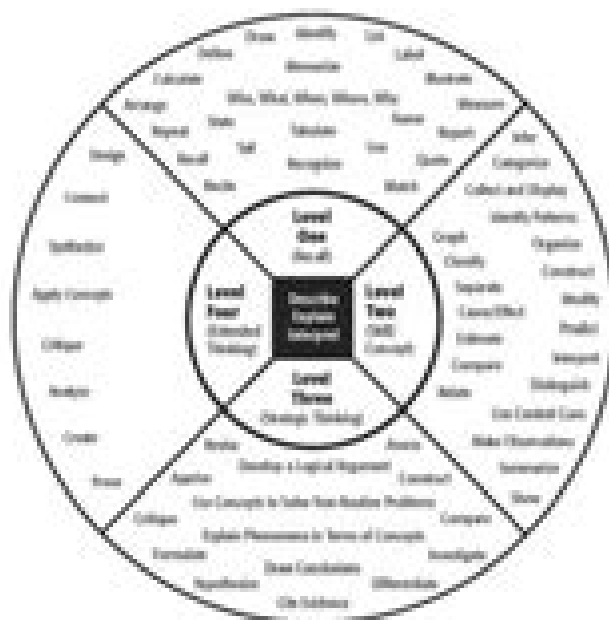 Draw
Identify
List
Define
Label
Calculate
Memorize
Illustrate
Arrange
Who, What, When, Where, Why
Measure
Repeat
State
Tabulate
Name
Report
Recall
Tell
Recognize
Use
Quote
Recite
Match
Level
One
(Recall)
Infer
Categorize
Collect and Display
Identify Patterns
Graph
Organize
Classify
Construct
Separate
Modify
Cause/Effect
Predict
Estimate
Interpret
Compare
Distinguish
Relate
Use Context Cues
Make Observations
Summarize
Show
Level
Two
(Skill/
Concept)
Describe
Explain
Interpret
Level
Three
(Strategic Thinking)
Revise
Assess
Develop a Logical Argument
Apprise
Construct
Use Concepts to Solve Non-Routine Problems
Critique
Compare
Explain Phenomena in Terms of Concepts
Formulate
Investigate
Draw Conclusions
Hypothesize
Differentiate
Cite Evidence
Level
Four
(Extended
Thinking)
Design
Connect
Synthesize
Apply Concepts
Critique
Analyze
Create
Prove